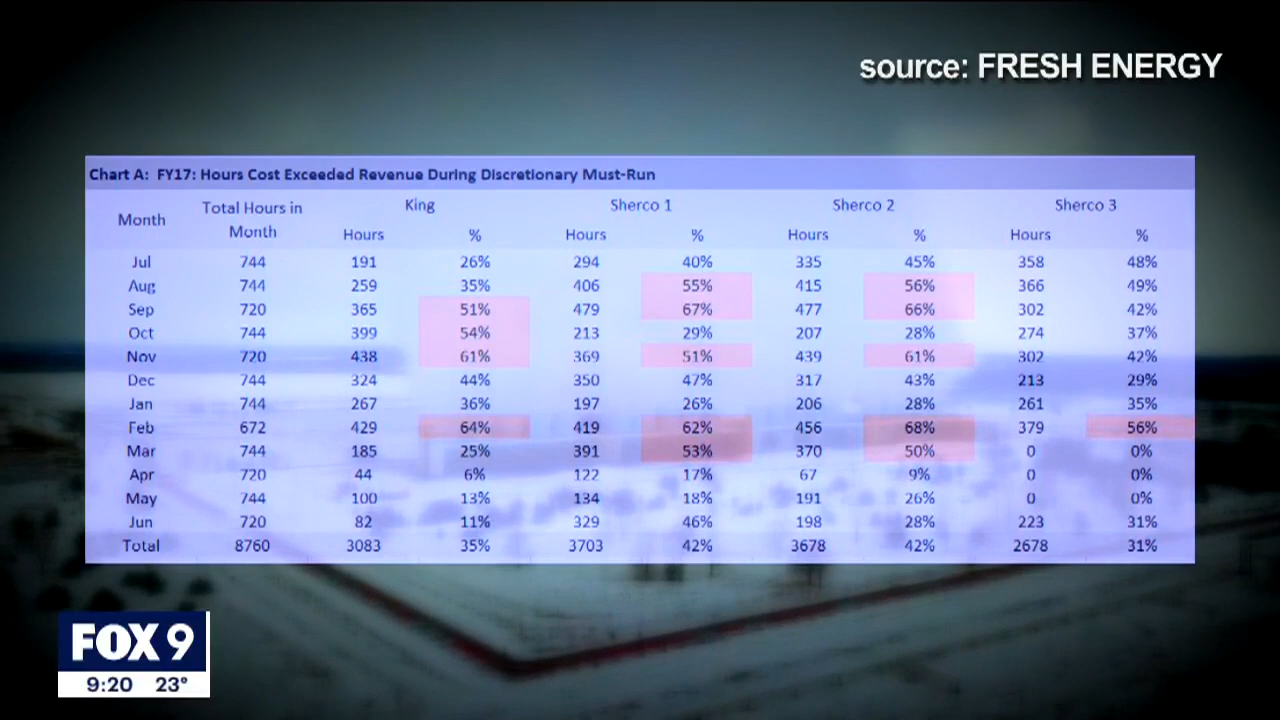 source: FRESH ENERGY
Chart A: FY17: Hours Cost Exceeded Revenue During Discretionary Must-Run
Month Total Hours in Month King Sherco 1 Sherco 2 Sherco 3
Hours % Hours % Hours % Hours %
Jul 744 191 26% 294 40% 335 45% 358 48%
Aug 744 259 35% 406 55% 415 56% 366 49%
Sep 720 365 51% 479 67% 477 66% 302 42%
Oct 744 399 54% 213 29% 207 28% 274 37%
Nov 720 438 61% 369 51% 439 61% 302 42%
Dec 744 324 44% 350 47% 317 43% 213 29%
Jan 744 267 36% 197 26% 206 28% 261 35%
Feb 672 429 64% 419 62% 456 68% 379 56%
Mar 744 185 25% 391 53% 370 50% 0 0%
Apr 720 44 6% 122 17% 67 9% 0 0%
May 744 100 13% 134 18% 191 26% 0 0%
Jun 720 82 11% 329 46% 198 28% 223 31%
Total 8760 3083 35% 3703 42% 3678 42% 2678 31%
FOX 9
9:20 23°